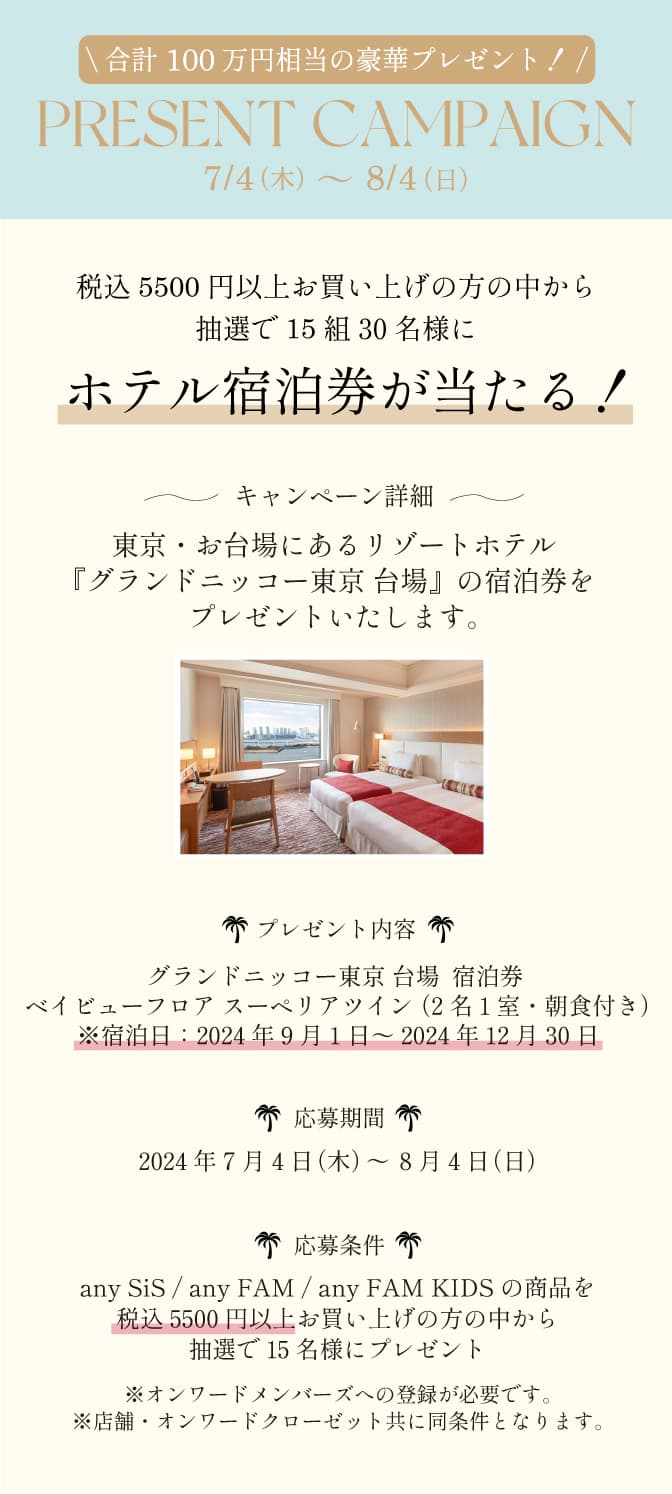 \ 合計 100 万円相当の豪華プレゼント！ /
PRESENT CAMPAIGN
7/4（木）～ 8/4（日）
税込 5500 円以上お買い上げの方の中から
抽選で 15 組 30 名様に
ホテル宿泊券が当たる！
キャンペーン詳細
東京・お台場にあるリゾートホテル
『グランドニッコー東京 台場』の宿泊券を
プレゼントいたします。
プレゼント内容
グランドニッコー東京 台場 宿泊券
ベイビューフロア スーペリアツイン（2 名 1 室・朝食付き）
※宿泊日：2024 年 9 月 1 日～ 2024 年 12 月 30 日
応募期間
2024 年 7 月 4 日（木）～ 8 月 4 日（日）
応募条件
any SiS / any FAM / any FAM KIDS の商品を
税込 5500 円以上お買い上げの方の中から
抽選で 15 名様にプレゼント
※オンワードメンバーズへの登録が必要です。
※店舗・オンワードクローゼット共に同条件となります。